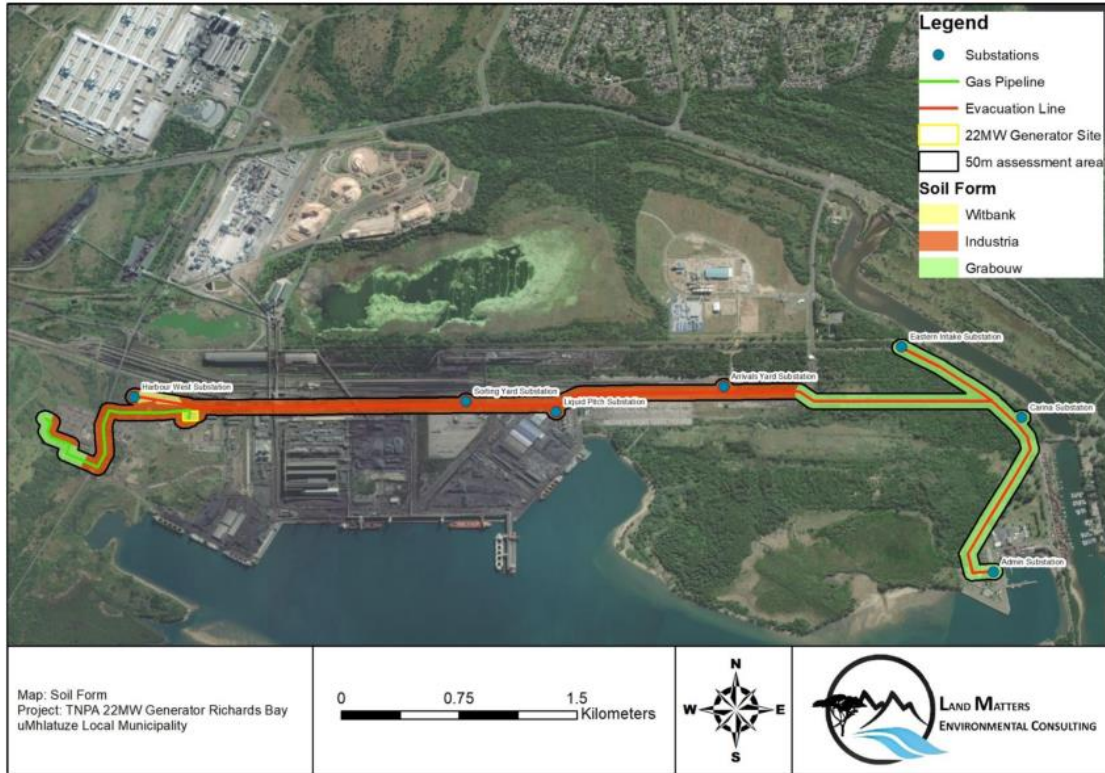 Legend
Substations
Gas Pipeline
Evacuation Line
22MW Generator Site
50m assessment area
Soil Form
Witbank
Industria
Grabouw
Eastern Intake Substation
Harbour West Substation
Arrivals Yard Substation
Sorting Yard Substation
Liquid Pitch Substation
Carina Substation
Admin Substation
Map: Soil Form
Project: TNPA 22MW Generator Richards Bay
uMhlatuze Local Municipality
0 0.75 1.5
Kilometers
N
W E
S
LAND MATTERS
ENVIRONMENTAL CONSULTING